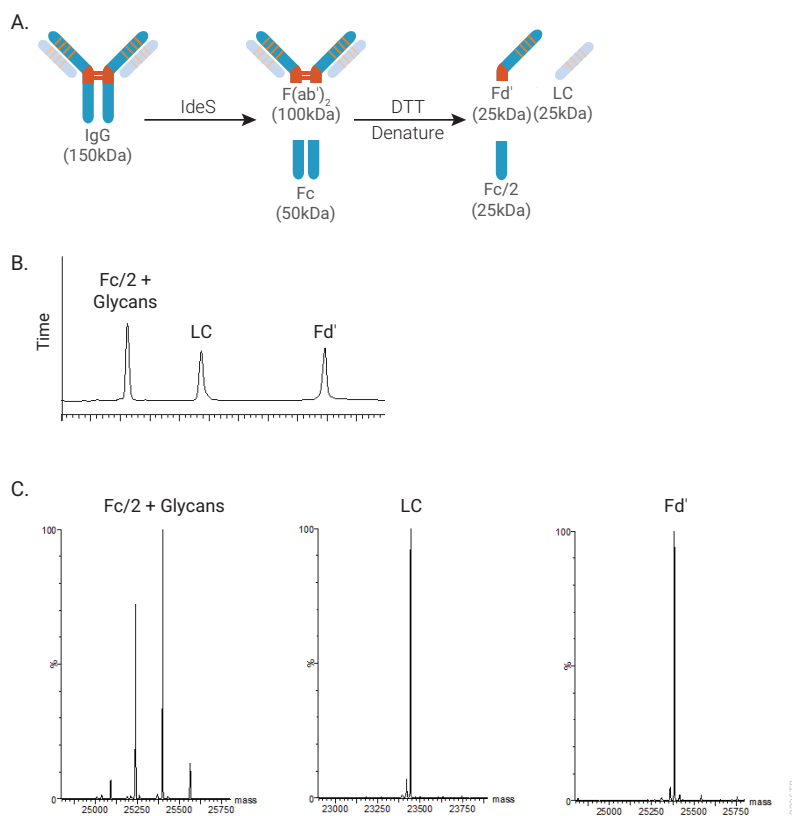 A.
IdeS
DTT
Denature
IgG
(150kDa)
F(ab')2
(100kDa)
Fc
(50kDa)
Fd'
(25kDa)
LC
(25kDa)
Fc/2
(25kDa)
B.
Time
Fc/2 +
Glycans
LC
Fd'
C.
Fc/2 + Glycans
100
%
0
25000 25250 25500 25750 mass
LC
100
%
0
23000 23250 23500 23750 mass
Fd'
100
%
0
25000 25250 25500 25750 mass